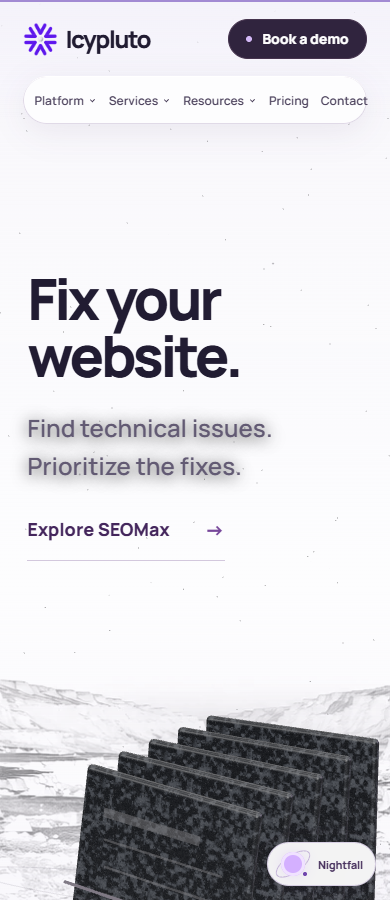 Icypluto
Book a demo
Platform Services Resources Pricing Contact
Fix your
website.
Find technical issues.
Prioritize the fixes.
Explore SEOMax →
Nightfall